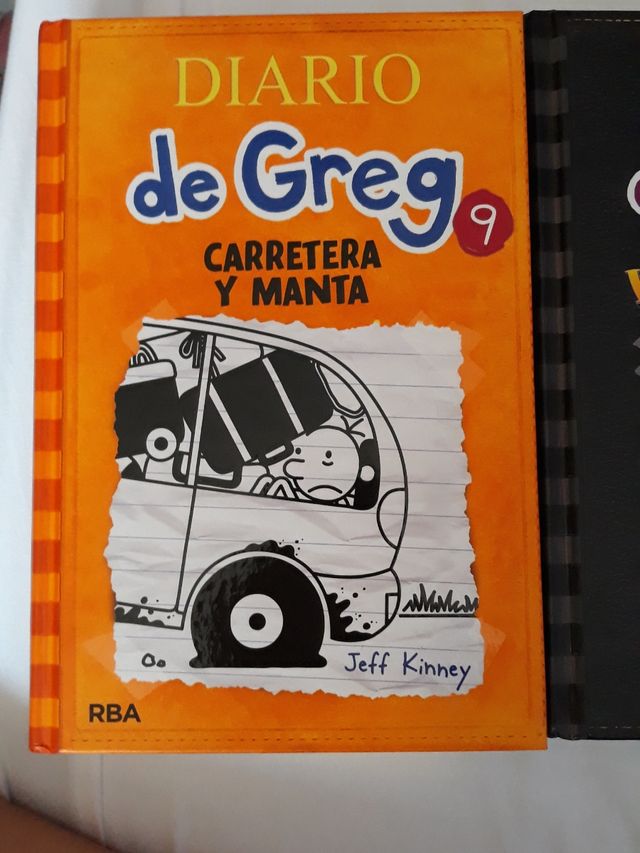 DIARIO
de Greg 9
CARRETERA
Y MANTA
Jeff Kinney
RBA